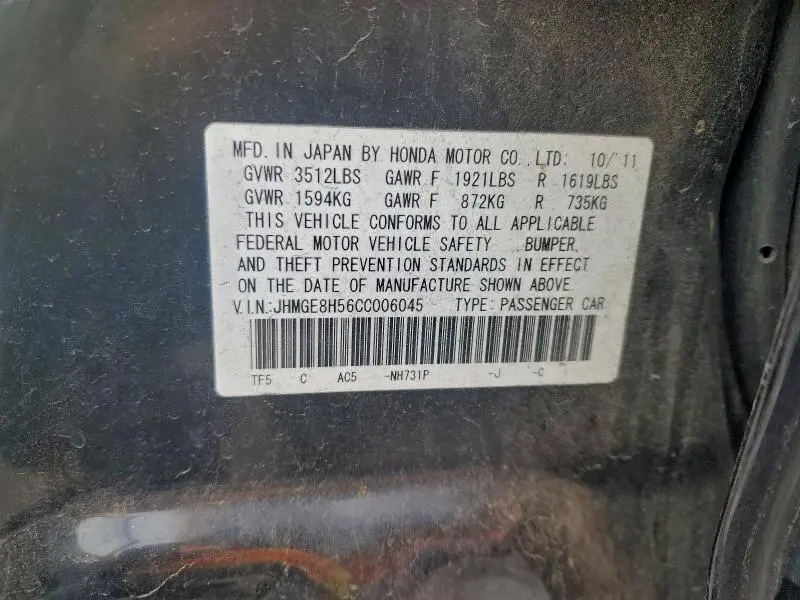 MFD. IN JAPAN BY HONDA MOTOR CO., LTD: 10/'11
GVWR 3512LBS GAWR F 1921LBS R 1619LBS
GVWR 1594KG GAWR F 872KG R 735KG
THIS VEHICLE CONFORMS TO ALL APPLICABLE
FEDERAL MOTOR VEHICLE SAFETY BUMPER,
AND THEFT PREVENTION STANDARDS IN EFFECT
ON THE DATE OF MANUFACTURE SHOWN ABOVE.
V.I.N.:JHMGE8H56CC006045 TYPE: PASSENGER CAR
TF5 C AC5 -NH731P -J -C